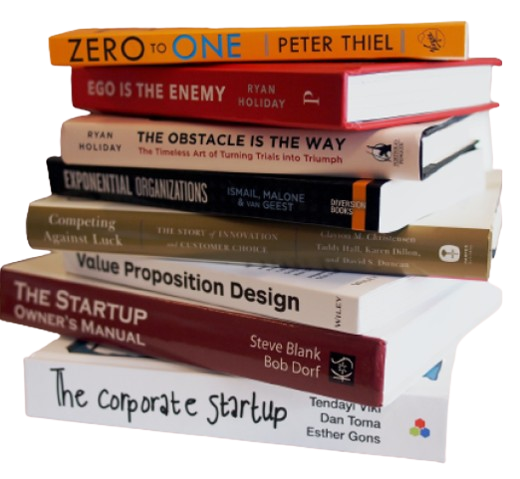 ZERO TO ONE | PETER THIEL |
EGO IS THE ENEMY RYAN HOLIDAY P
RYAN HOLIDAY THE OBSTACLE IS THE WAY
The Timeless Art of Turning Trials into Triumph
EXPONENTIAL ORGANIZATIONS ISMAIL, MALONE & VAN GEEST DIVERSION BOOKS
Competing Against Luck
THE STORY of INNOVATION and CUSTOMER CHOICE
Clayton M. Christensen
Taddy Hall, Karen Dillon,
and David S. Duncan
Value Proposition Design WILEY
THE STARTUP
OWNER'S MANUAL
Steve Blank
Bob Dorf
K&S
The Corporate Startup
Tendayi Viki
Dan Toma
Esther Gons